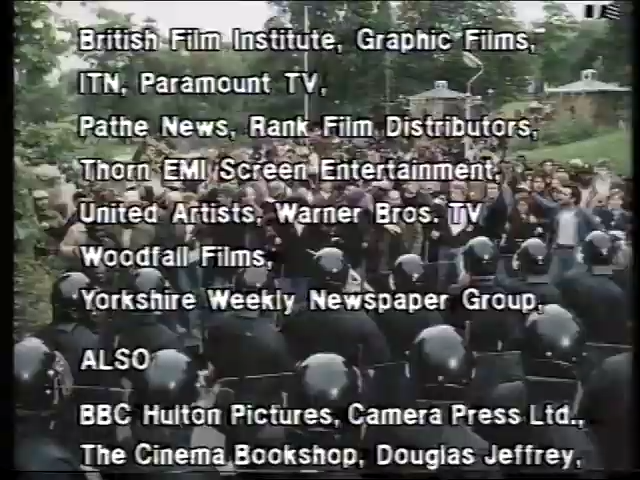 British Film Institute, Graphic Films,
ITN, Paramount TV,
Pathe News, Rank Film Distributors,
Thorn EMI Screen Entertainment,
United Artists, Warner Bros. TV
Woodfall Films,
Yorkshire Weekly Newspaper Group,
ALSO
BBC Hulton Pictures, Camera Press Ltd.,
The Cinema Bookshop, Douglas Jeffrey,